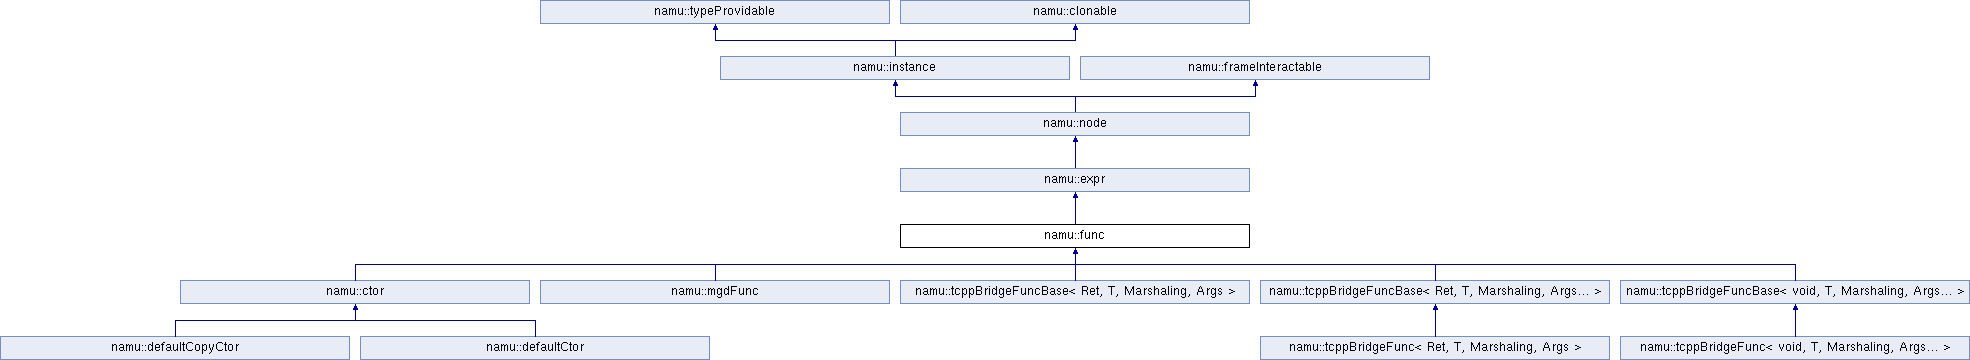 namu::typeProvidable
namu::clonable
namu::instance
namu::frameInteractable
namu::node
namu::expr
namu::func
namu::ctor
namu::mgdFunc
namu::tcppBridgeFuncBase< Ret, T, Marshaling, Args >
namu::tcppBridgeFuncBase< Ret, T, Marshaling, Args... >
namu::tcppBridgeFuncBase< void, T, Marshaling, Args... >
namu::defaultCopyCtor
namu::defaultCtor
namu::tcppBridgeFunc< Ret, T, Marshaling, Args >
namu::tcppBridgeFunc< void, T, Marshaling, Args... >